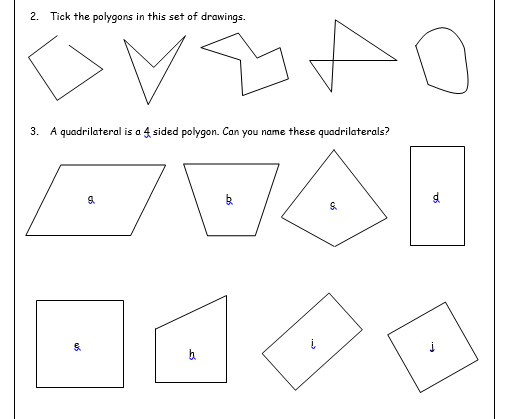 2. Tick the polygons in this set of drawings.
3. A quadrilateral is a 4 sided polygon. Can you name these quadrilaterals?
a b c d
e h i j